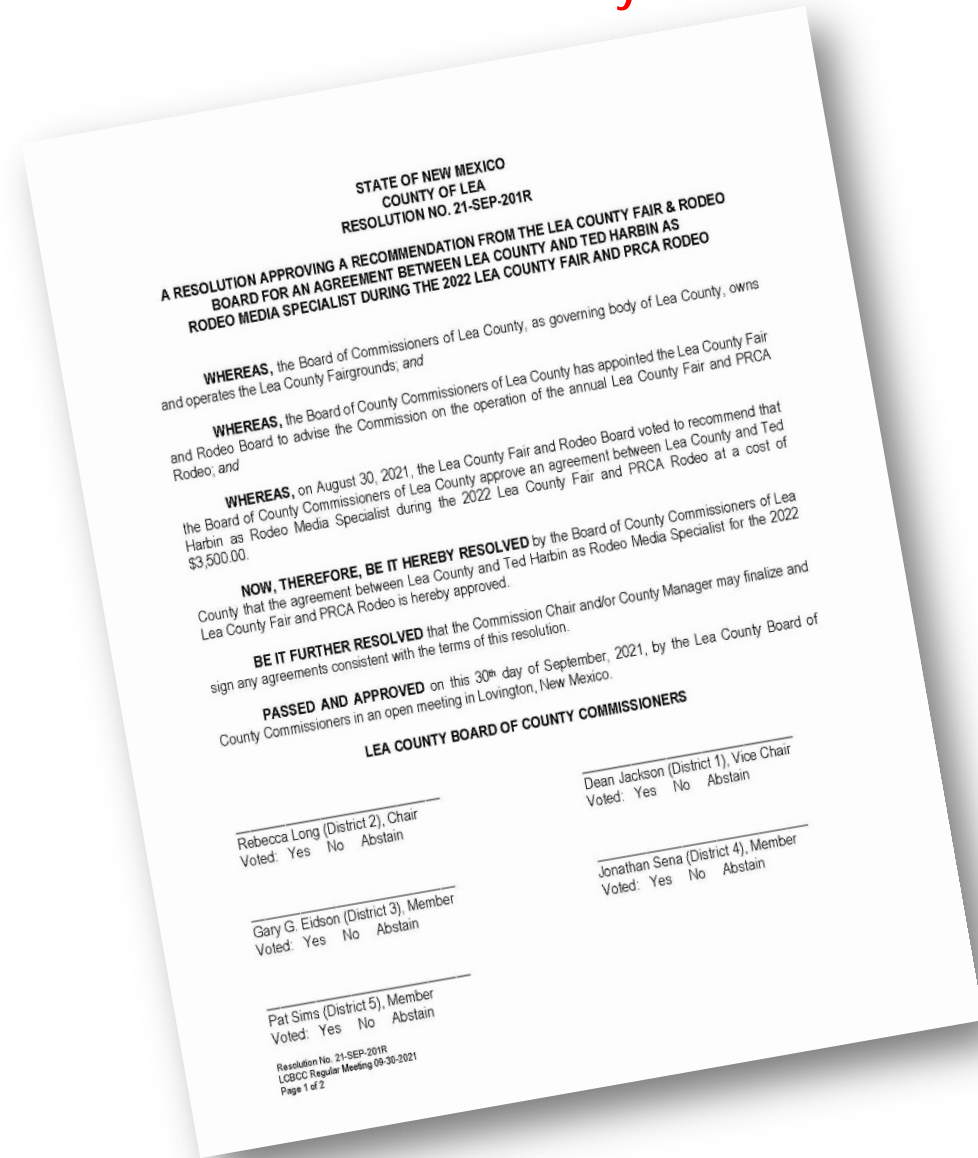 STATE OF NEW MEXICO
COUNTY OF LEA
RESOLUTION NO. 21-SEP-201R
A RESOLUTION APPROVING A RECOMMENDATION FROM THE LEA COUNTY FAIR & RODEO
BOARD FOR AN AGREEMENT BETWEEN LEA COUNTY AND TED HARBIN AS
RODEO MEDIA SPECIALIST DURING THE 2022 LEA COUNTY FAIR AND PRCA RODEO
WHEREAS, the Board of Commissioners of Lea County, as governing body of Lea County, owns
and operates the Lea County Fairgrounds; and
WHEREAS, the Board of County Commissioners of Lea County has appointed the Lea County Fair
and Rodeo Board to advise the Commission on the operation of the annual Lea County Fair and PRCA
Rodeo; and
WHEREAS, on August 30, 2021, the Lea County Fair and Rodeo Board voted to recommend that
the Board of County Commissioners of Lea County approve an agreement between Lea County and Ted
Harbin as Rodeo Media Specialist during the 2022 Lea County Fair and PRCA Rodeo at a cost of
$3,500.00.
NOW, THEREFORE, BE IT HEREBY RESOLVED by the Board of County Commissioners of Lea
County that the agreement between Lea County and Ted Harbin as Rodeo Media Specialist for the 2022
Lea County Fair and PRCA Rodeo is hereby approved.
BE IT FURTHER RESOLVED that the Commission Chair and/or County Manager may finalize and
sign any agreements consistent with the terms of this resolution.
PASSED AND APPROVED on this 30th day of September, 2021, by the Lea County Board of
County Commissioners in an open meeting in Lovington, New Mexico.
LEA COUNTY BOARD OF COUNTY COMMISSIONERS
Rebecca Long (District 2), Chair
Voted: Yes No Abstain
Dean Jackson (District 1), Vice Chair
Voted: Yes No Abstain
Gary G. Eidson (District 3), Member
Voted: Yes No Abstain
Jonathan Sena (District 4), Member
Voted: Yes No Abstain
Pat Sims (District 5), Member
Voted: Yes No Abstain
Resolution No. 21-SEP-201R
LCBCC Regular Meeting 09-30-2021
Page 1 of 2